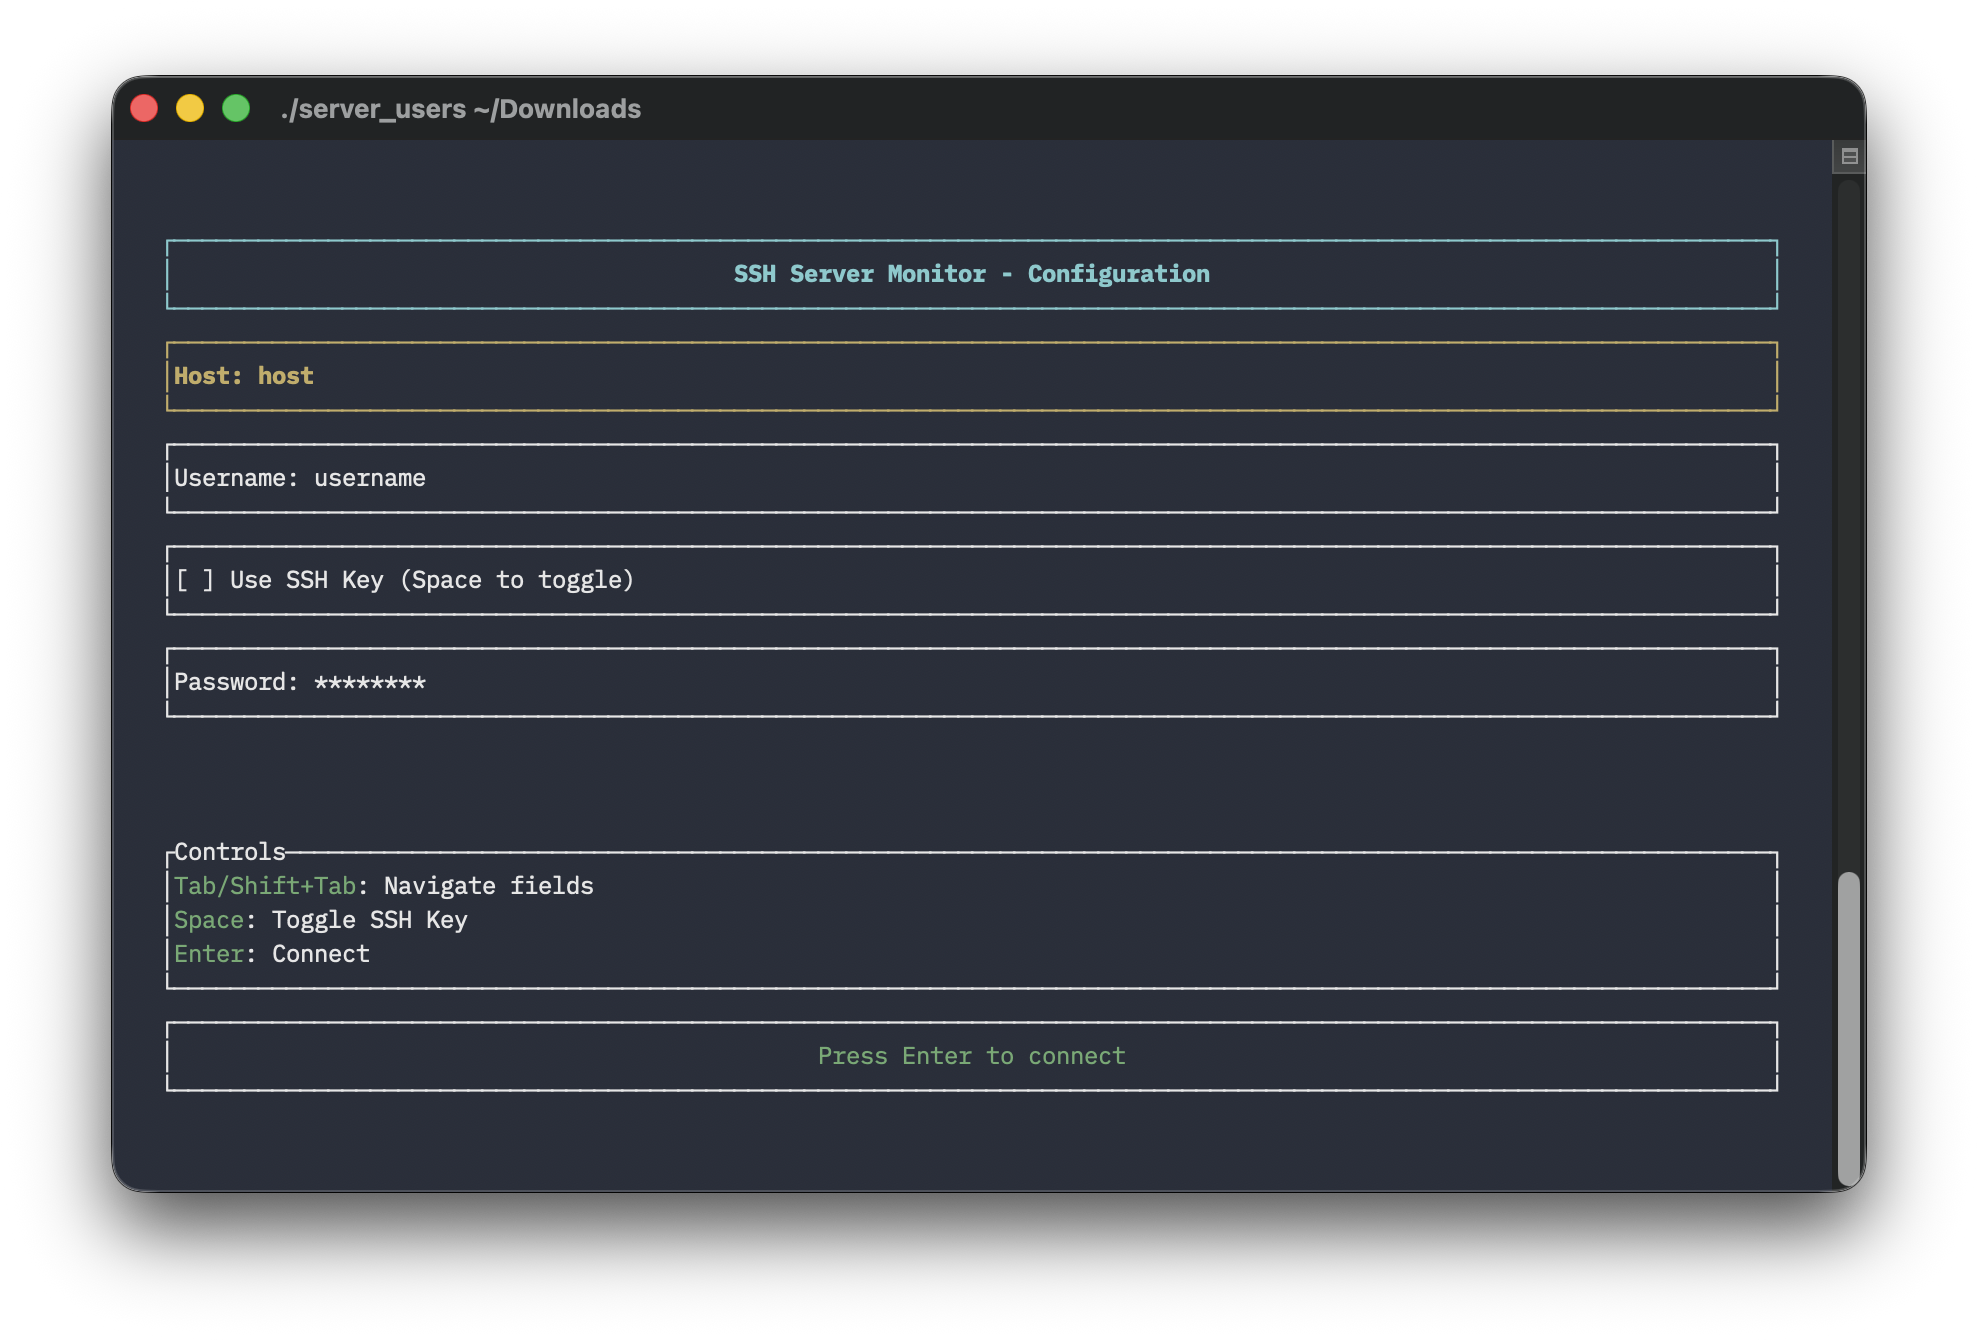 ./server_users ~/Downloads
SSH Server Monitor - Configuration
Host: host
Username: username
[ ] Use SSH Key (Space to toggle)
Password: ********
Controls
Tab/Shift+Tab: Navigate fields
Space: Toggle SSH Key
Enter: Connect
Press Enter to connect